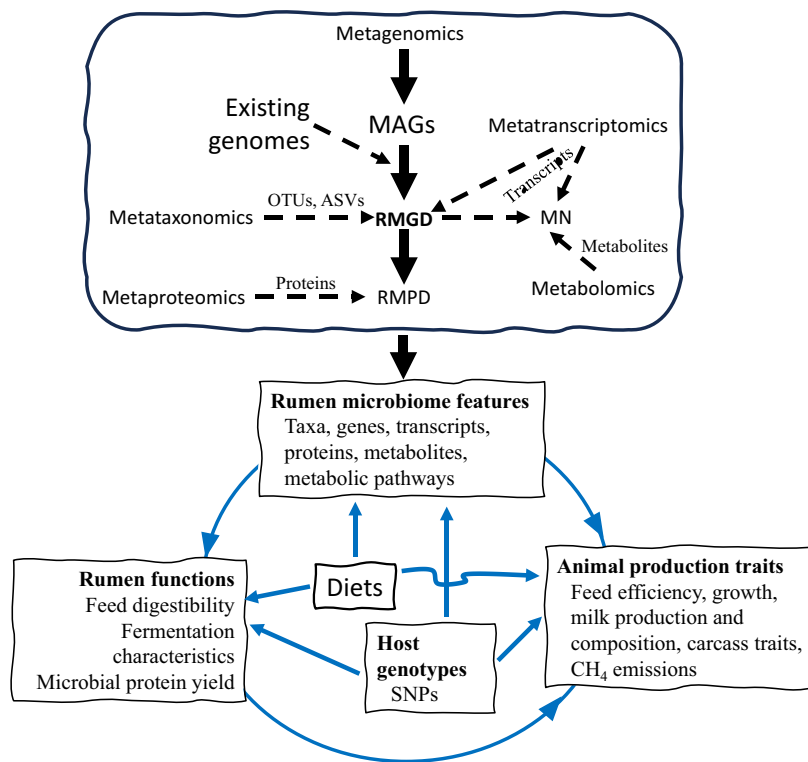 Metagenomics
Existing
genomes
MAGs
Metatranscriptomics
Transcripts
OTUs, ASVs
Metataxonomics
RMGD
MN
Metabolites
Metaproteomics
Proteins
RMPD
Metabolomics
Rumen microbiome features
Taxa, genes, transcripts,
proteins, metabolites,
metabolic pathways
Rumen functions
Feed digestibility
Fermentation
characteristics
Microbial protein yield
Diets
Host
genotypes
SNPs
Animal production traits
Feed efficiency, growth,
milk production and
composition, carcass traits,
CH₄ emissions